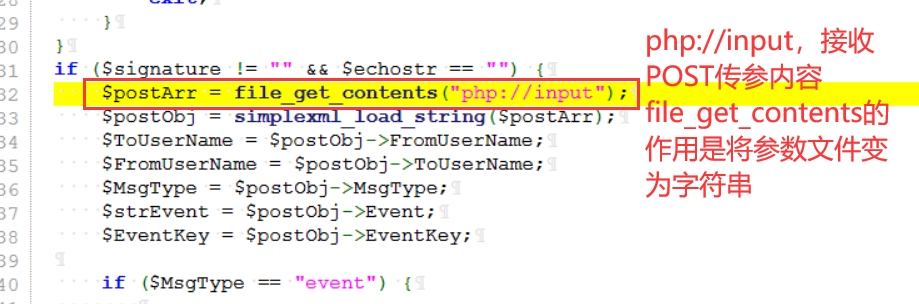 exit;
29 }
30 }
31 if ($signature != "" && $echostr == "") {
32 $postArr = file_get_contents("php://input");
33 $postObj = simplexml_load_string($postArr);
34 $ToUserName = $postObj->FromUserName;
35 $FromUserName = $postObj->ToUserName;
36 $MsgType = $postObj->MsgType;
37 $strEvent = $postObj->Event;
38 $EventKey = $postObj->EventKey;
39
40 if ($MsgType == "event") {
php://input，接收
POST传参内容
file_get_contents的
作用是将参数文件变
为字符串